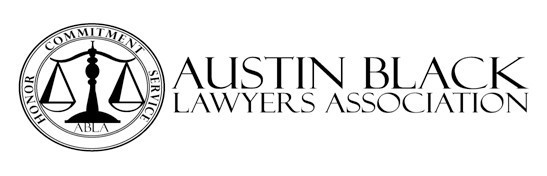 HONOR COMMITMENT SERVICE
ABLA
AUSTIN BLACK
LAWYERS ASSOCIATION